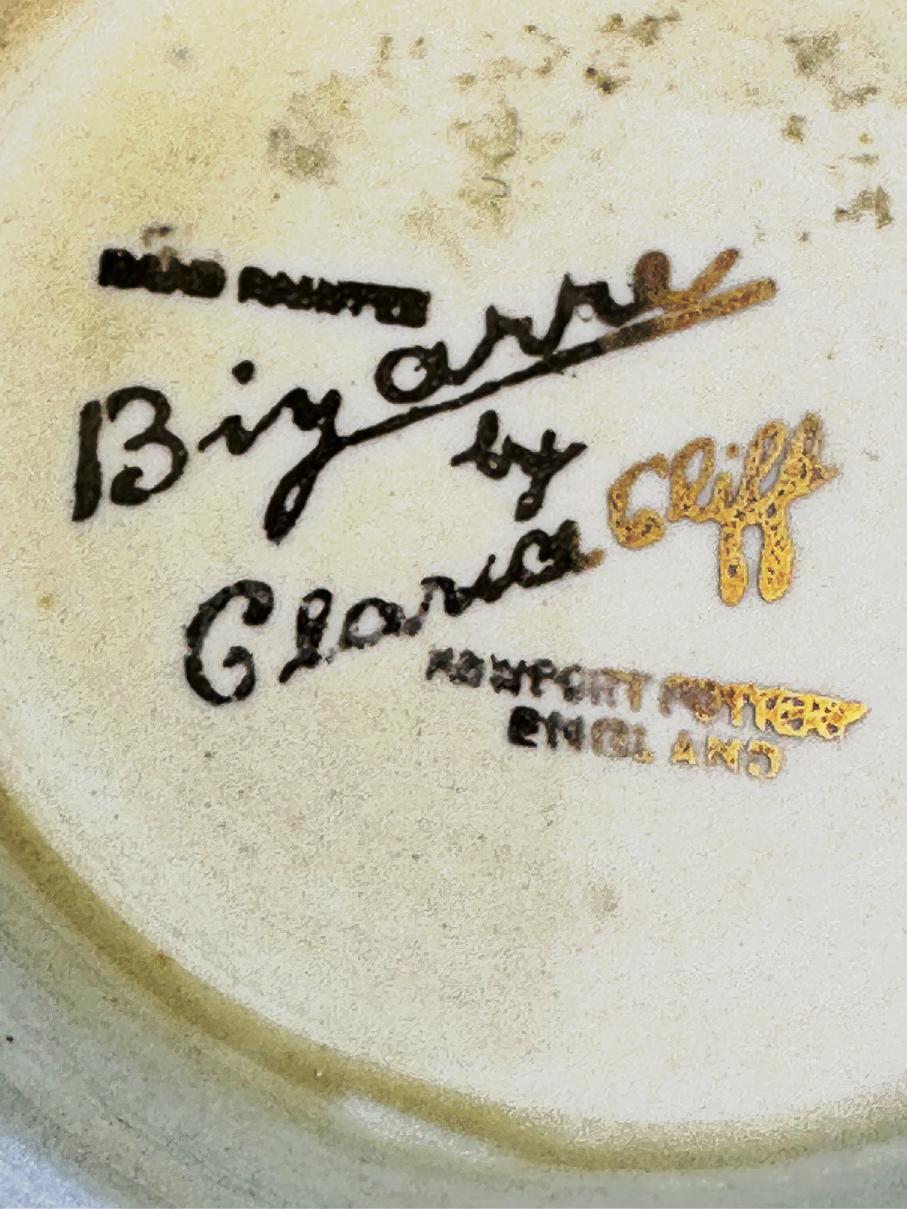 HAND PAINTED
Bizarre
by
Clarice Cliff
NEWPORT POTTERY
ENGLAND